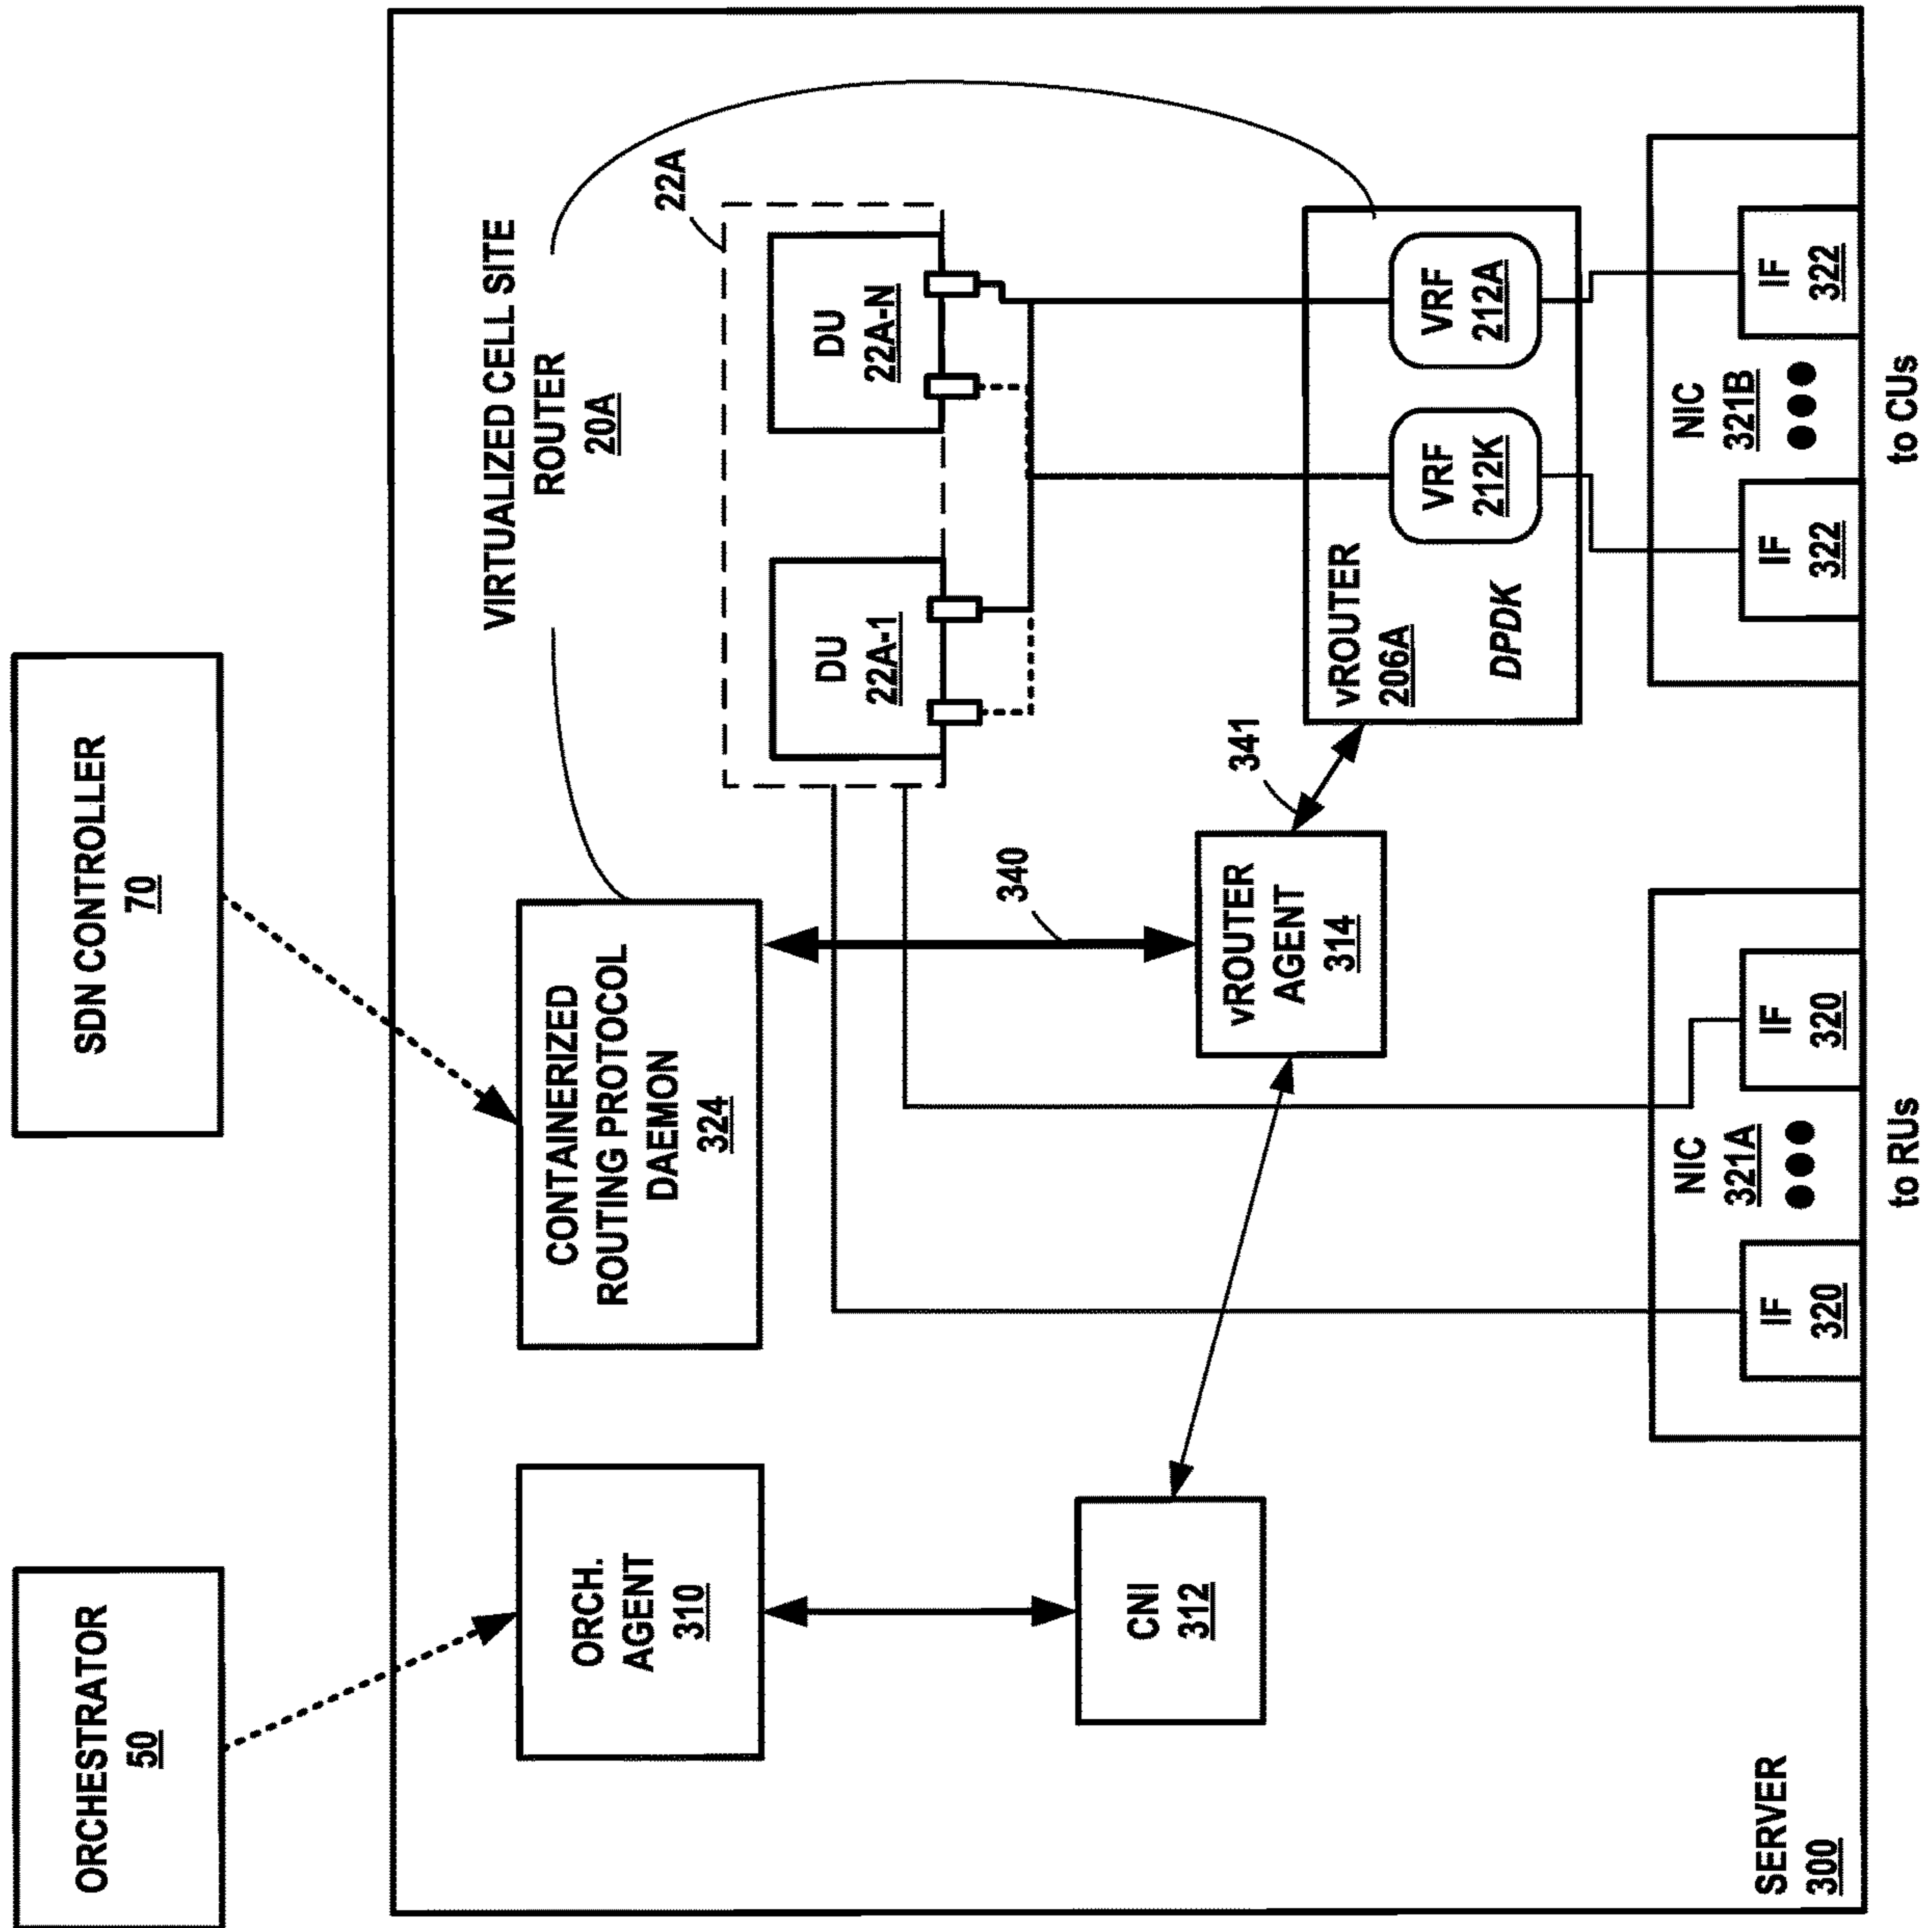 ORCHESTRATOR
50
SDN CONTROLLER
70
ORCH.
AGENT
310
CONTAINERIZED
ROUTING PROTOCOL
DAEMON
324
VIRTUALIZED CELL SITE
ROUTER
20A
22A
DU
22A-1
DU
22A-N
340
341
CNI
312
vROUTER
AGENT
314
vROUTER
206A
DPDK
VRF
212K
VRF
212A
NIC
321A
IF
320
IF
320
NIC
321B
IF
322
IF
322
SERVER
300
to RUs
to CUs